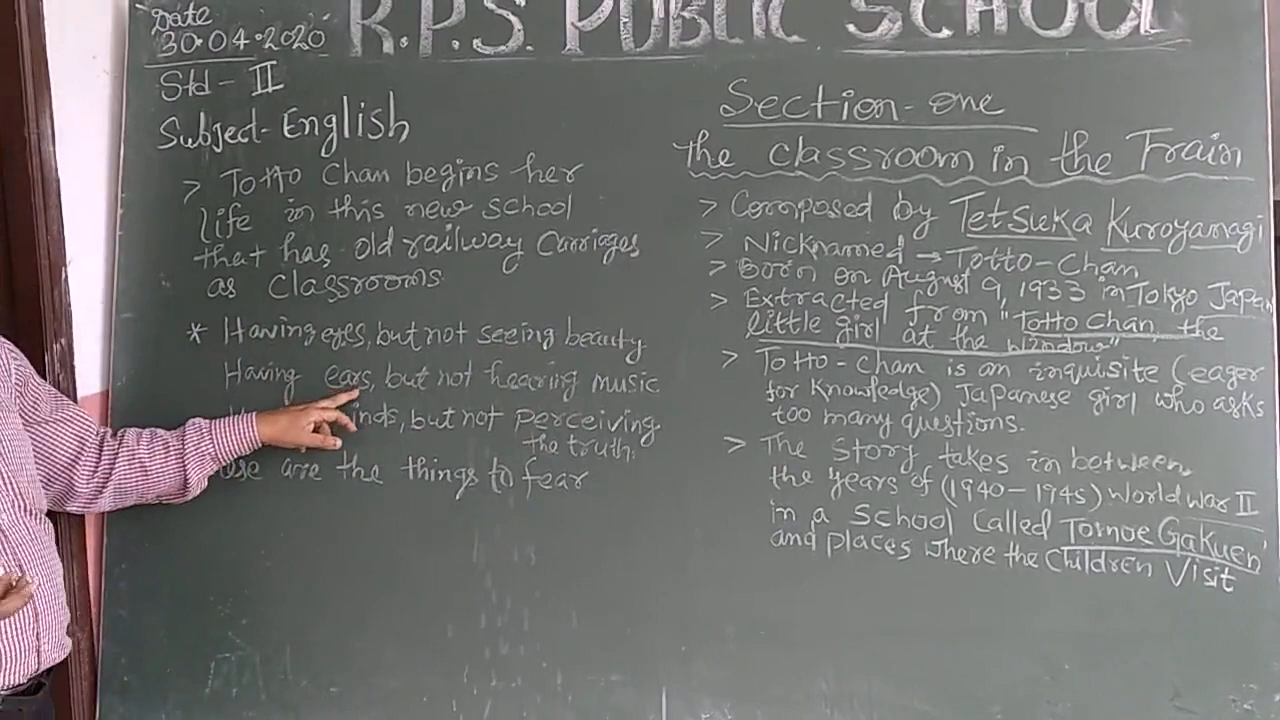 Date
30.04.2020
R.P.S. PUBLIC SCHOOL
Std - II
Subject - English
> Totto Chan begins her
life in this new school
that has old railway Carriages
as Classrooms
* Having eyes, but not seeing beauty
Having ears, but not hearing music
inds, but not perceiving
the truth.
ose are the things to fear
Section - one
the classroom in the Train
> Composed by Tetsuka Kuroyamagi
> Nicknamed → Totto-Chan
> Born on August 9, 1933 in Tokyo Japan
> Extracted from "Totto Chan, the
little girl at the window"
> Totto-Chan is an inquisite (eager
for knowledge) Japanese girl who asks
too many questions.
> The Story takes in between
the years of (1940-1945) World war II
in a School Called Tomoe Gakuen'
and places where the Children Visit